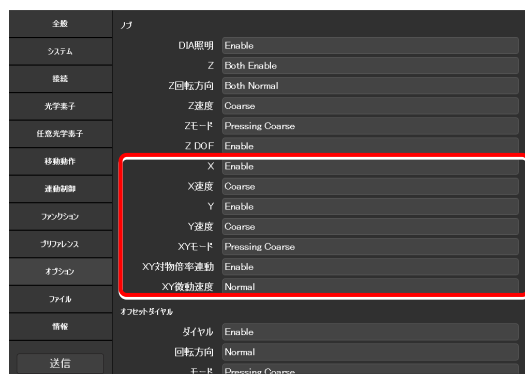 全般
システム
接続
光学素子
任意光学素子
移動動作
連動制御
ファンクション
プリファレンス
オプション
ファイル
情報
送信
ノブ
DIA照明 Enable
Z Both Enable
Z回転方向 Both Normal
Z速度 Coarse
Zモード Pressing Coarse
Z DOF Enable
X Enable
X速度 Coarse
Y Enable
Y速度 Coarse
XYモード Pressing Coarse
XY対物倍率連動 Enable
XY微動速度 Normal
オフセットダイヤル
ダイヤル Enable
回転方向 Normal
モード Pressing Coarse